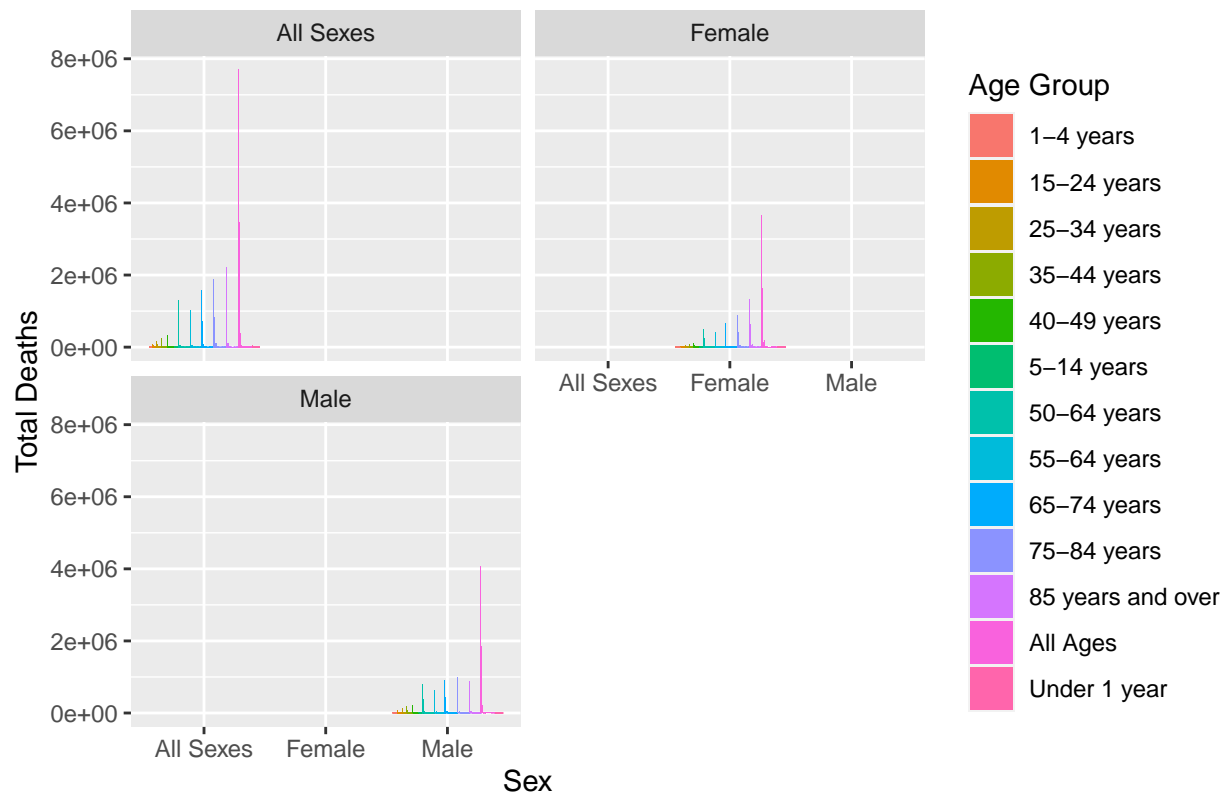 All Sexes
Female
8e+06
6e+06
4e+06
2e+06
0e+00
All Sexes Female Male
Male
8e+06
6e+06
4e+06
2e+06
0e+00
All Sexes Female Male
Total Deaths
Sex
Age Group
1−4 years
15−24 years
25−34 years
35−44 years
40−49 years
5−14 years
50−64 years
55−64 years
65−74 years
75−84 years
85 years and over
All Ages
Under 1 year